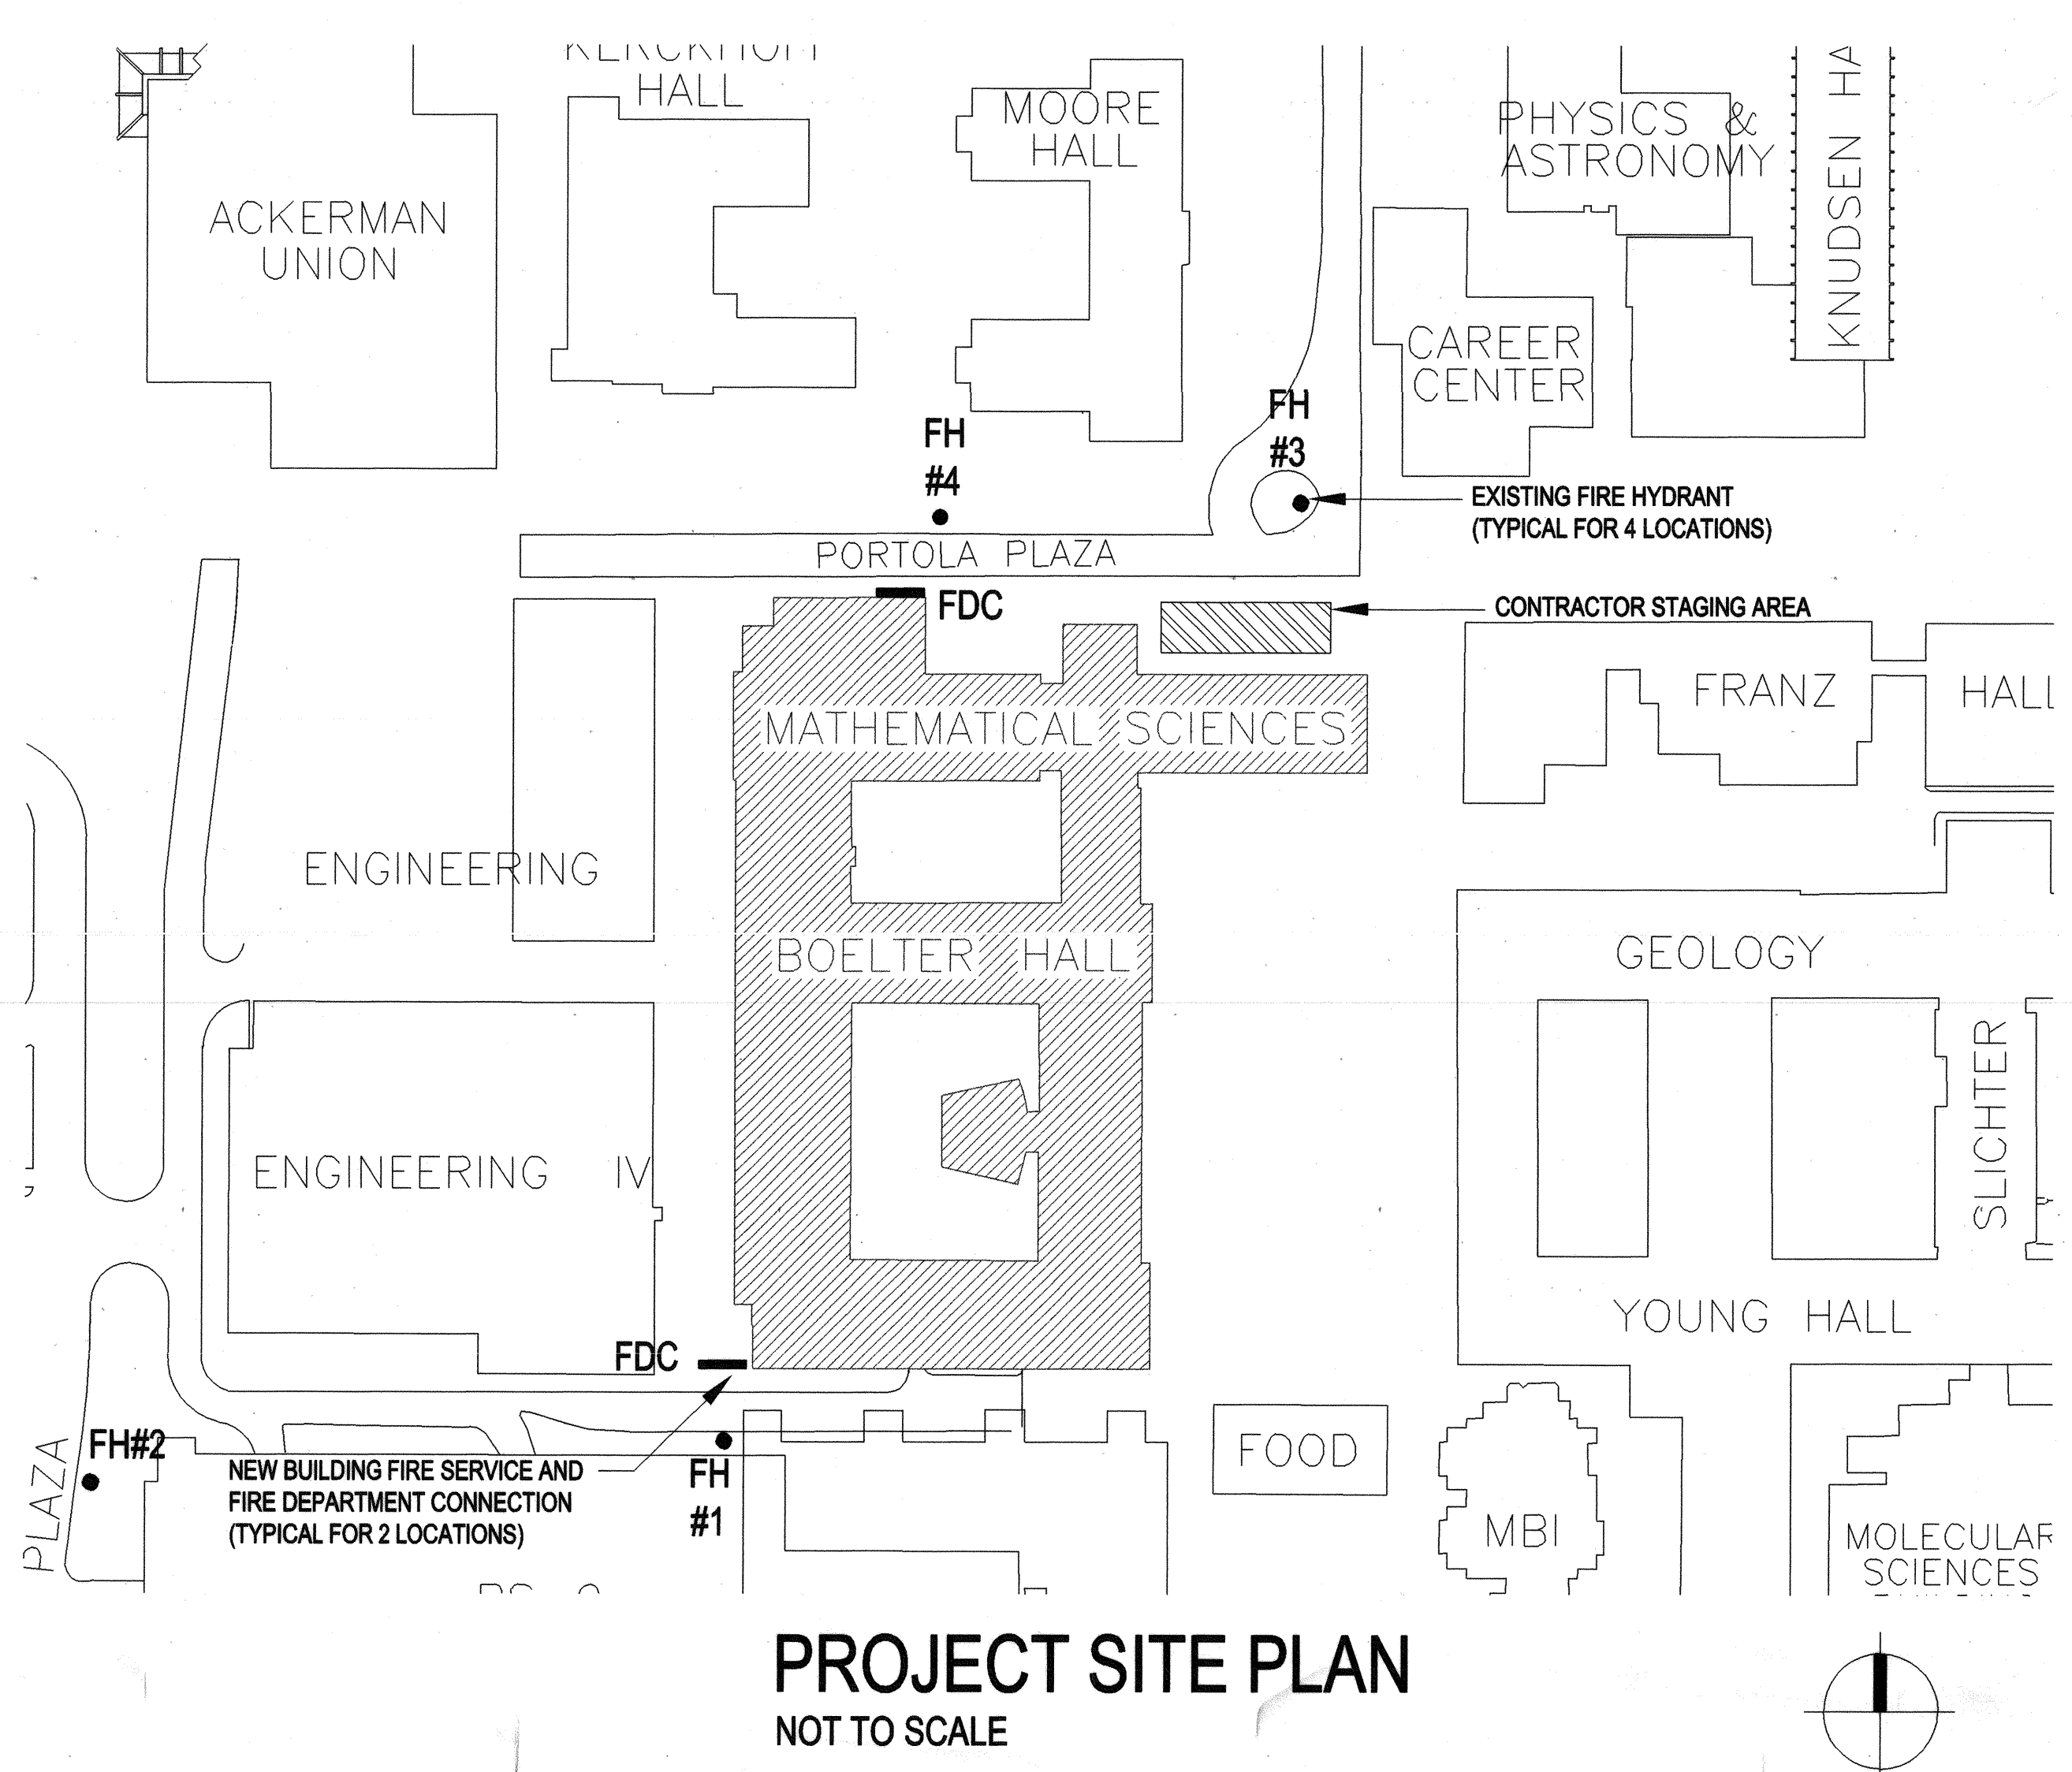 HALL
MOORE
HALL
PHYSICS &
ASTRONOMY
KNUDSEN HA
ACKERMAN
UNION
CAREER
CENTER
FH
#4
FH
#3
EXISTING FIRE HYDRANT
(TYPICAL FOR 4 LOCATIONS)
PORTOLA PLAZA
FDC
CONTRACTOR STAGING AREA
FRANZ HALL
MATHEMATICAL SCIENCES
ENGINEERING
BOELTER HALL
GEOLOGY
SLICHTER
ENGINEERING IV
YOUNG HALL
FDC
PLAZA
FH#2
NEW BUILDING FIRE SERVICE AND
FIRE DEPARTMENT CONNECTION
(TYPICAL FOR 2 LOCATIONS)
FH
#1
FOOD
MBI
MOLECULAR
SCIENCES
PROJECT SITE PLAN
NOT TO SCALE